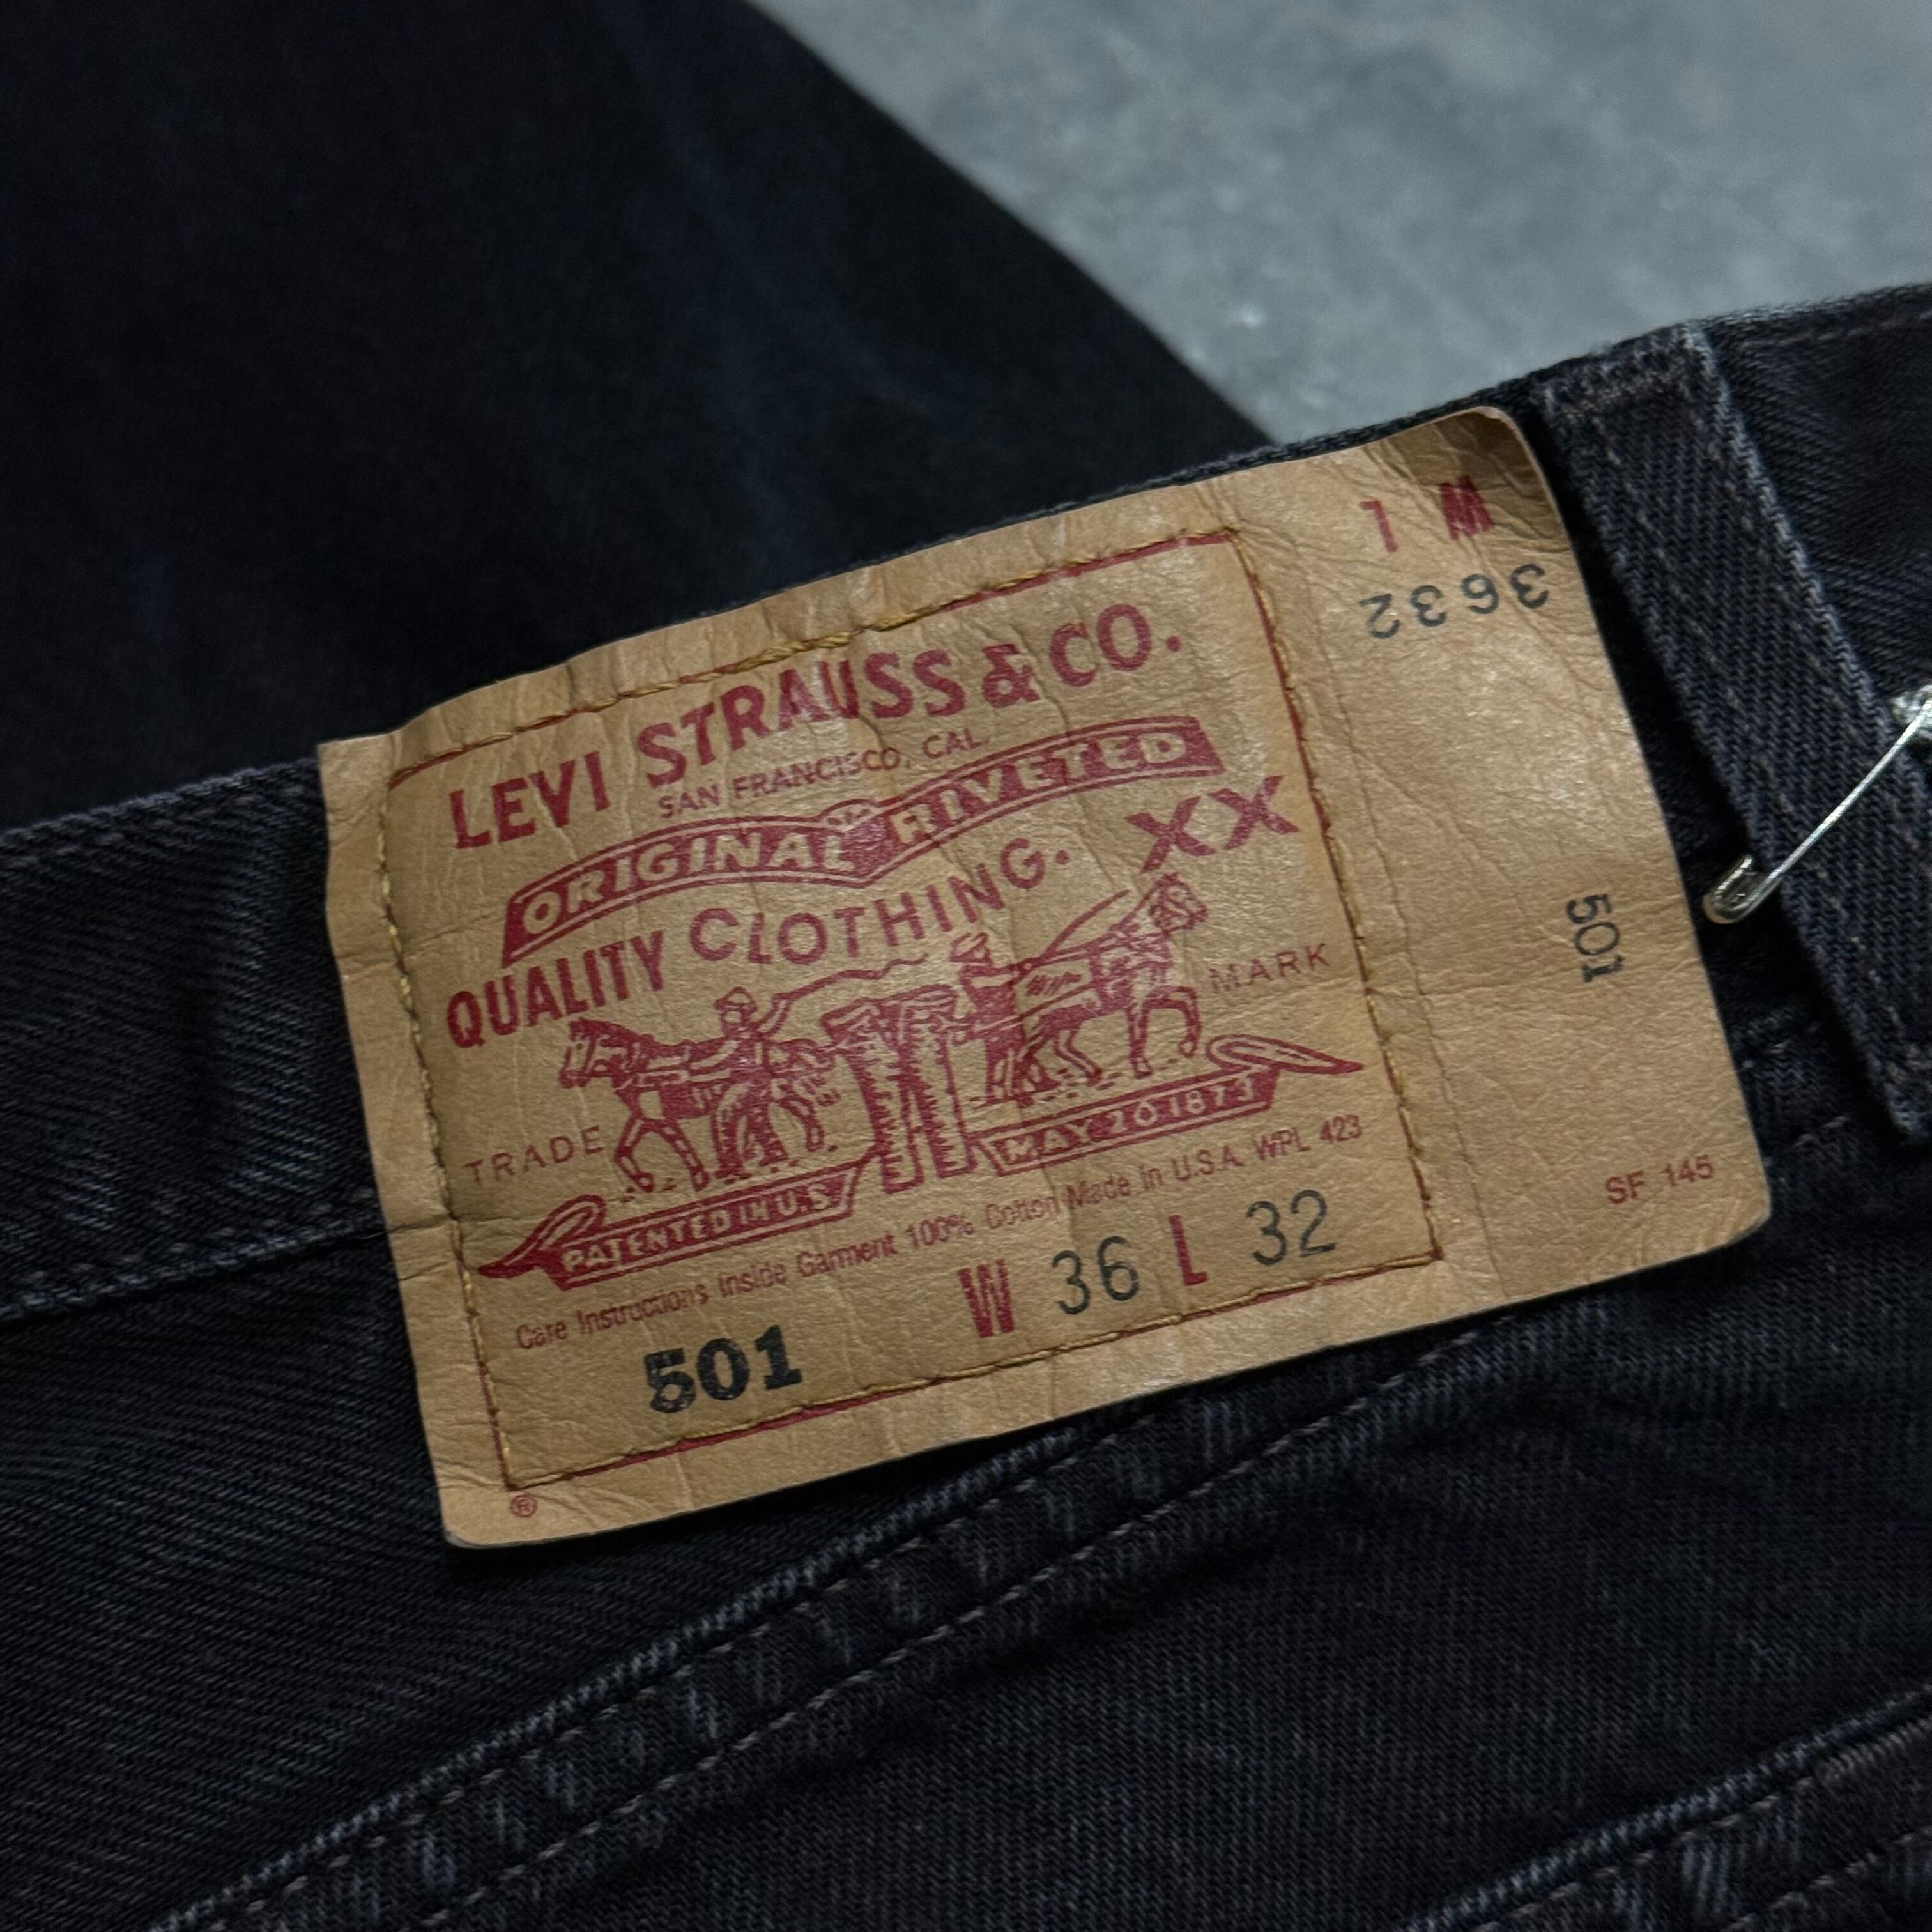 LEVI STRAUSS & CO.
SAN FRANCISCO, CAL.
ORIGINAL RIVETED
QUALITY CLOTHING. XX
TRADE MARK
PATENTED IN U.S. MAY 20 1873
Care Instructions Inside Garment 100% Cotton Made in U.S.A. WPL 423
501 W 36 L 32
®
W L
3632
501
SF 145